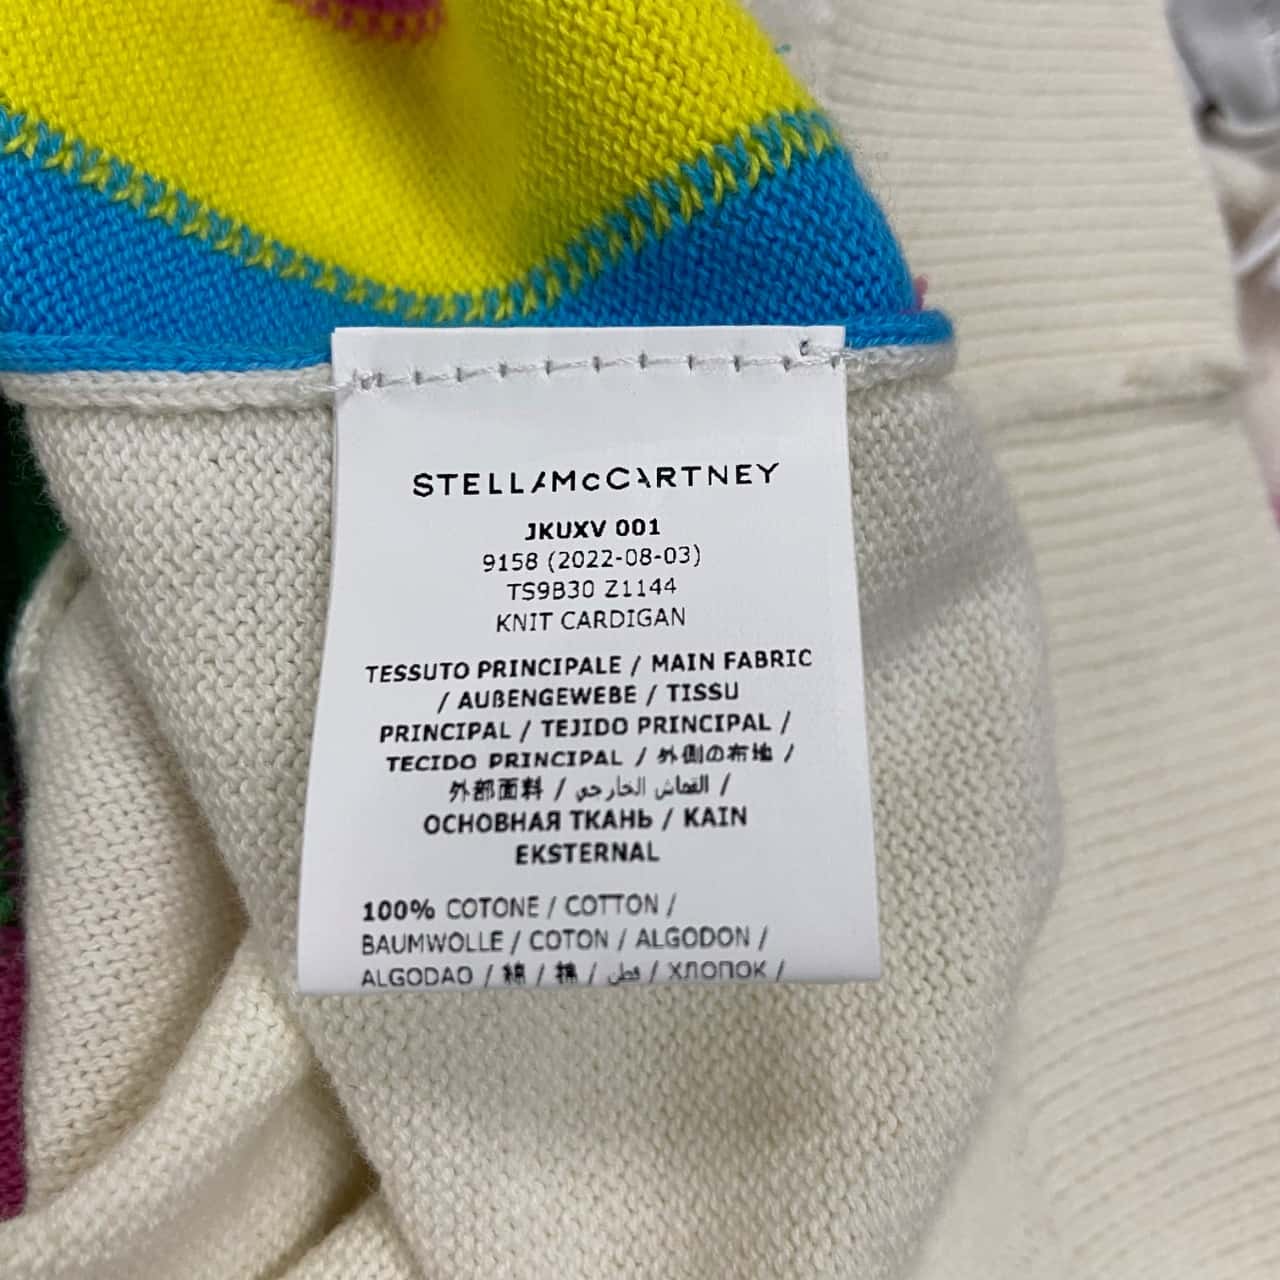 STELLA McCARTNEY
JKUXV 001
9158 (2022-08-03)
TS9B30 Z1144
KNIT CARDIGAN
TESSUTO PRINCIPALE / MAIN FABRIC
/ AUßENGEWEBE / TISSU
PRINCIPAL / TEJIDO PRINCIPAL /
TECIDO PRINCIPAL / 外側の布地 /
外部面料 / القماش الخارجي /
ОСНОВНАЯ ТКАНЬ / KAIN
EKSTERNAL
100% COTONE / COTTON /
BAUMWOLLE / COTON / ALGODON /
ALGODAO / 綿 / 棉 / قطن / ХЛОПОК /